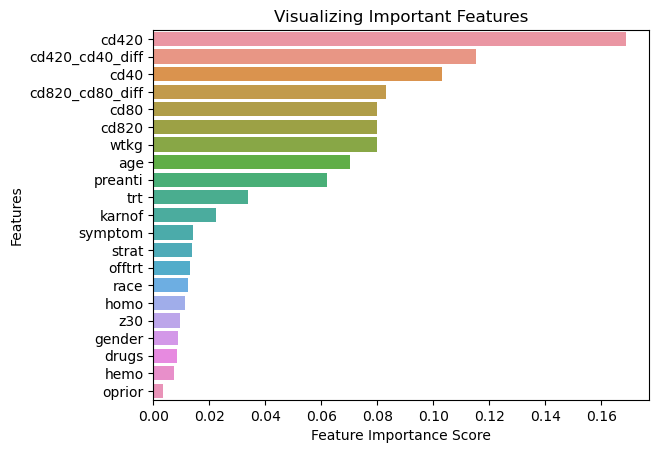 Visualizing Important Features
cd420
cd420_cd40_diff
cd40
cd820_cd80_diff
cd80
cd820
wtkg
age
preanti
trt
karnof
symptom
strat
offtrt
race
homo
z30
gender
drugs
hemo
oprior
Features
0.00 0.02 0.04 0.06 0.08 0.10 0.12 0.14 0.16
Feature Importance Score